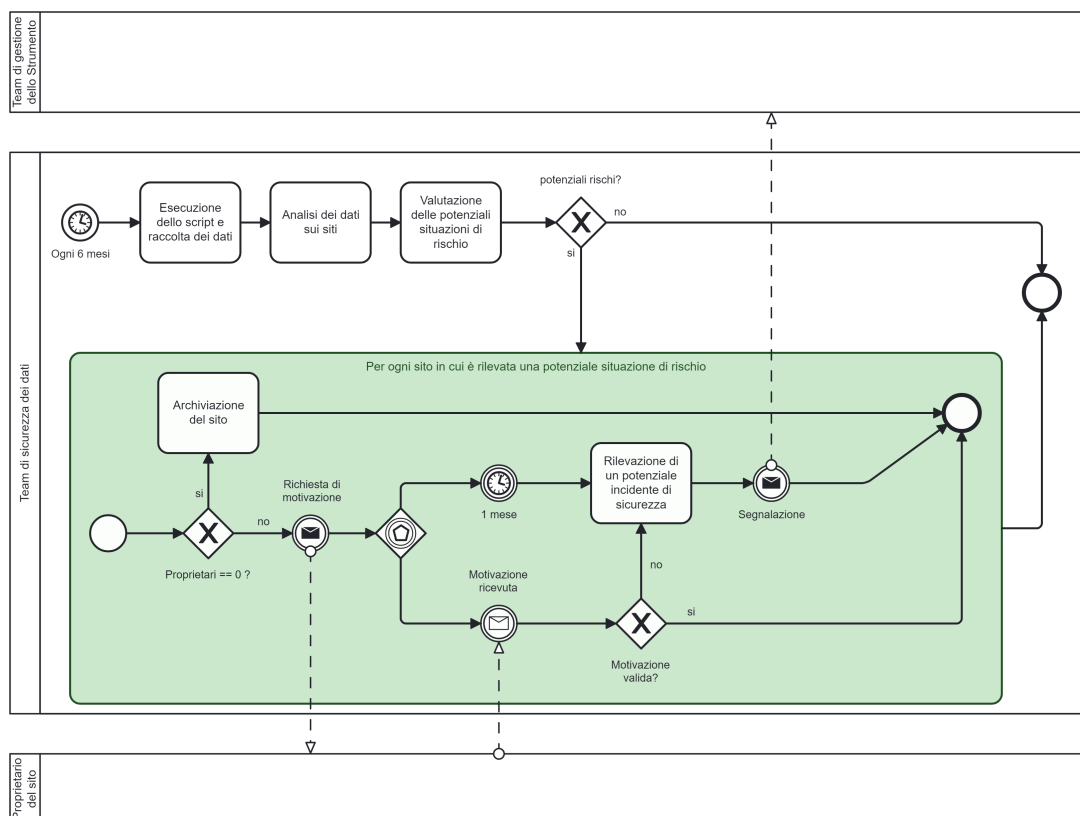 Team di gestione
dello Strumento
Team di sicurezza dei dati
potenziali rischi?
Esecuzione
dello script e
raccolta dei dati
Analisi dei dati
sui siti
Valutazione
delle potenziali
situazioni di
rischio
no
Ogni 6 mesi
si
Per ogni sito in cui è rilevata una potenziale situazione di rischio
Archiviazione
del sito
si
Richiesta di
motivazione
no
Proprietari == 0 ?
1 mese
Rilevazione di
un potenziale
incidente di
sicurezza
Segnalazione
Motivazione
ricevuta
no
si
Motivazione
valida?
Proprietario
del sito